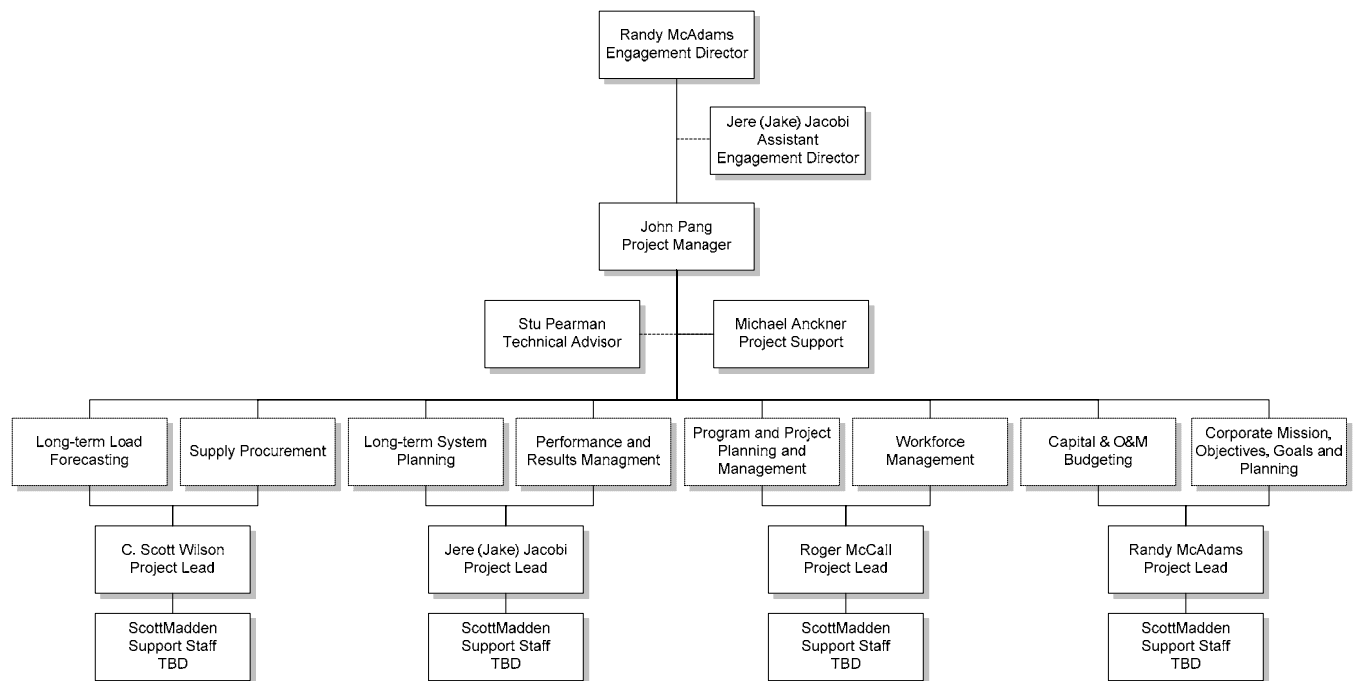 Randy McAdams
Engagement Director
Jere (Jake) Jacobi
Assistant
Engagement Director
John Pang
Project Manager
Stu Pearman
Technical Advisor
Michael Anckner
Project Support
Long-term Load
Forecasting
Supply Procurement
Long-term System
Planning
Performance and
Results Managment
Program and Project
Planning and
Management
Workforce
Management
Capital & O&M
Budgeting
Corporate Mission,
Objectives, Goals and
Planning
C. Scott Wilson
Project Lead
Jere (Jake) Jacobi
Project Lead
Roger McCall
Project Lead
Randy McAdams
Project Lead
ScottMadden
Support Staff
TBD
ScottMadden
Support Staff
TBD
ScottMadden
Support Staff
TBD
ScottMadden
Support Staff
TBD